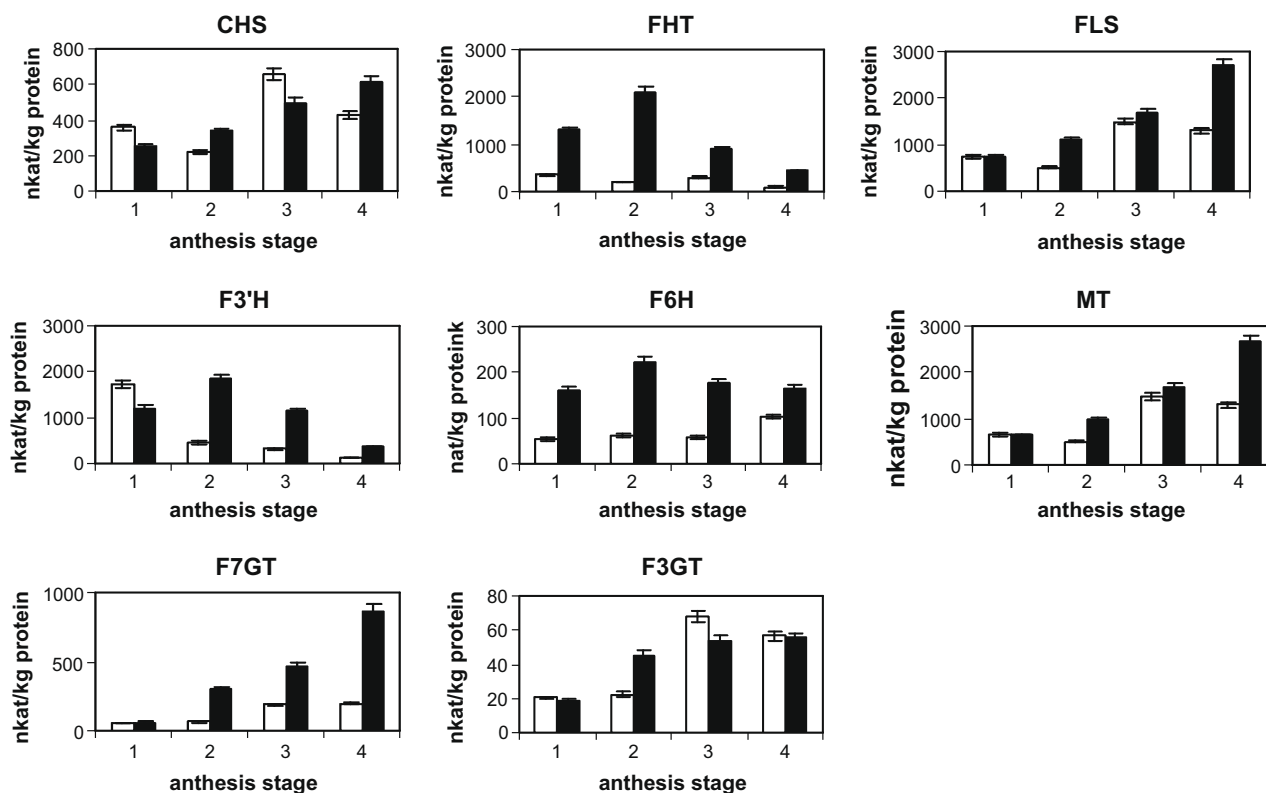 CHS
nkat/kg protein
800
600
400
200
0
1 2 3 4
anthesis stage
FHT
nkat/kg protein
3000
2000
1000
0
1 2 3 4
anthesis stage
FLS
nkat/kg protein
3000
2000
1000
0
1 2 3 4
anthesis stage
F3'H
nkat/kg protein
3000
2000
1000
0
1 2 3 4
anthesis stage
F6H
nat/kg proteink
300
200
100
0
1 2 3 4
anthesis stage
MT
nkat/kg protein
3000
2000
1000
0
1 2 3 4
anthesis stage
F7GT
nkat/kg protein
1000
500
0
1 2 3 4
anthesis stage
F3GT
nkat/kg protein
80
60
40
20
0
1 2 3 4
anthesis stage